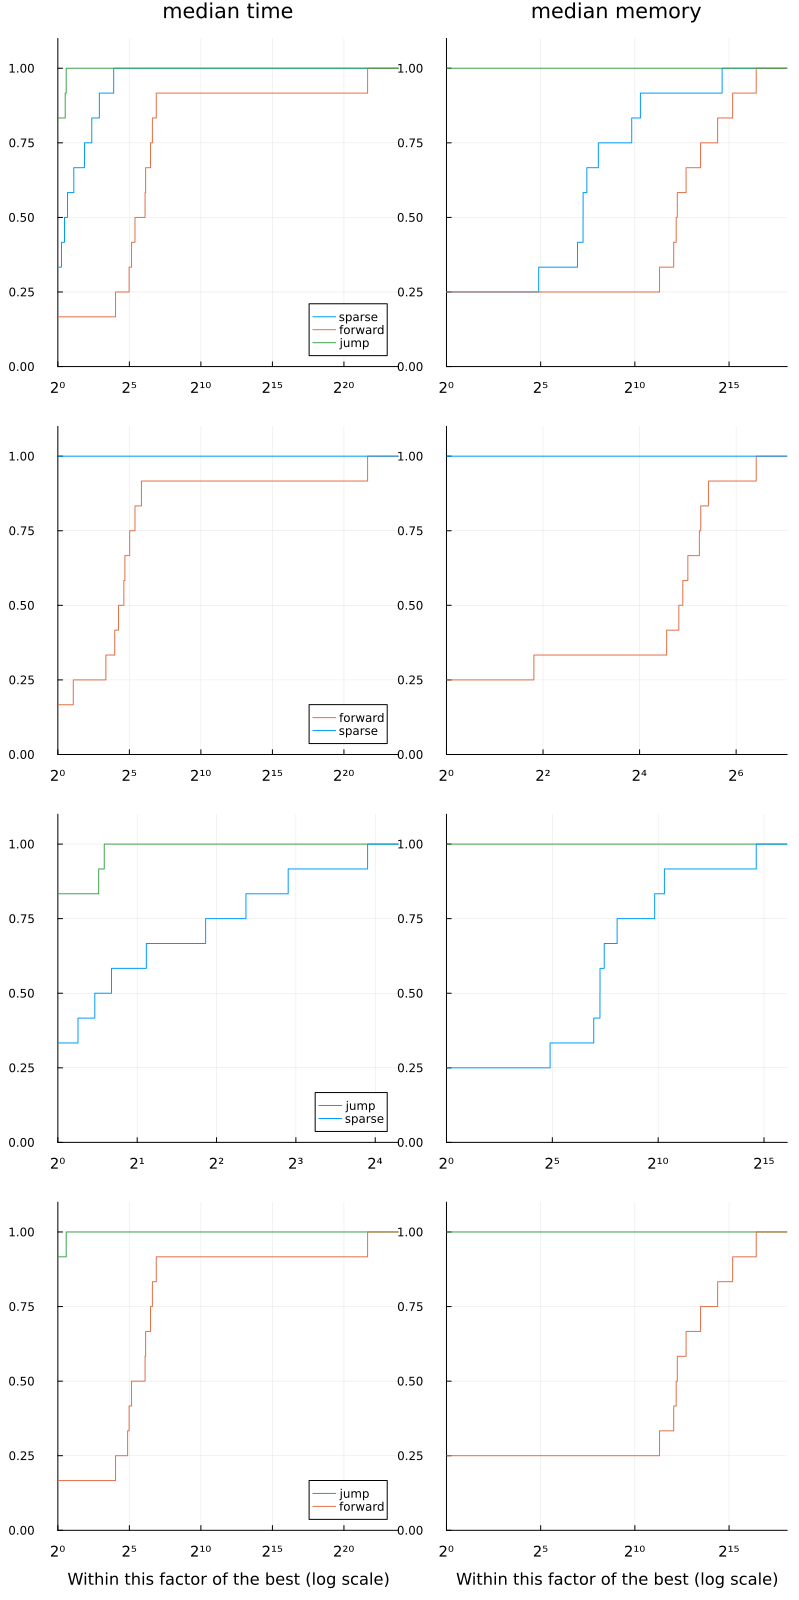 median time
median memory
1.00
0.75
0.50
0.25
0.00
sparse
forward
jump
2⁰ 2⁵ 2¹⁰ 2¹⁵ 2²⁰
1.00
0.75
0.50
0.25
0.00
2⁰ 2⁵ 2¹⁰ 2¹⁵
1.00
0.75
0.50
0.25
0.00
forward
sparse
2⁰ 2⁵ 2¹⁰ 2¹⁵ 2²⁰
1.00
0.75
0.50
0.25
0.00
2⁰ 2² 2⁴ 2⁶
1.00
0.75
0.50
0.25
0.00
jump
sparse
2⁰ 2¹ 2² 2³ 2⁴
1.00
0.75
0.50
0.25
0.00
2⁰ 2⁵ 2¹⁰ 2¹⁵
1.00
0.75
0.50
0.25
0.00
jump
forward
2⁰ 2⁵ 2¹⁰ 2¹⁵ 2²⁰
Within this factor of the best (log scale)
1.00
0.75
0.50
0.25
0.00
2⁰ 2⁵ 2¹⁰ 2¹⁵
Within this factor of the best (log scale)